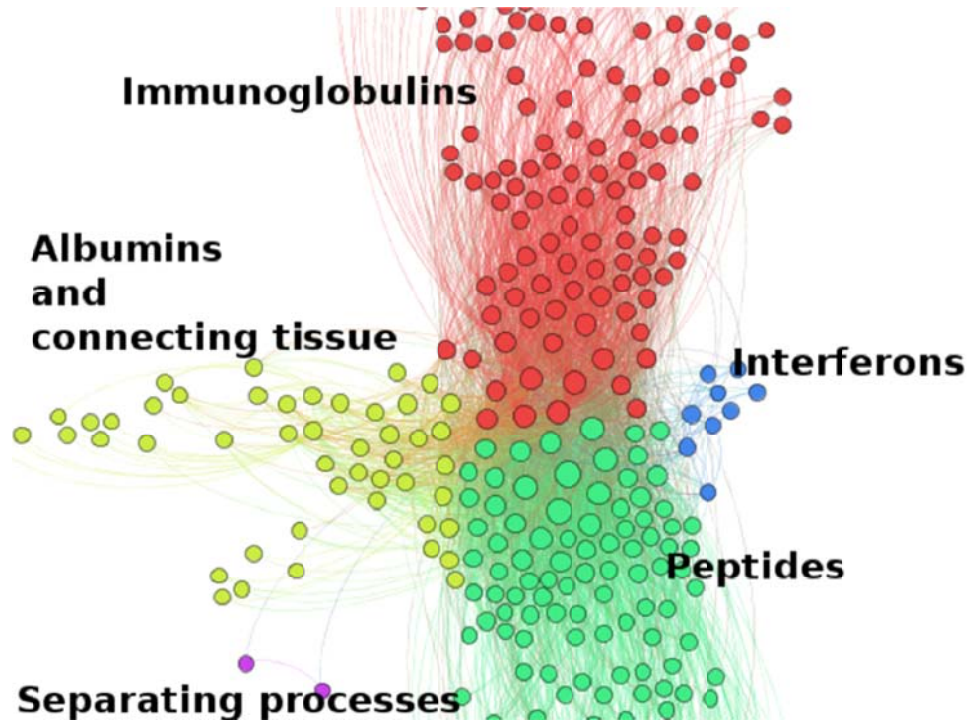 Immunoglobulins
Albumins
and
connecting tissue
Interferons
Peptides
Separating processes